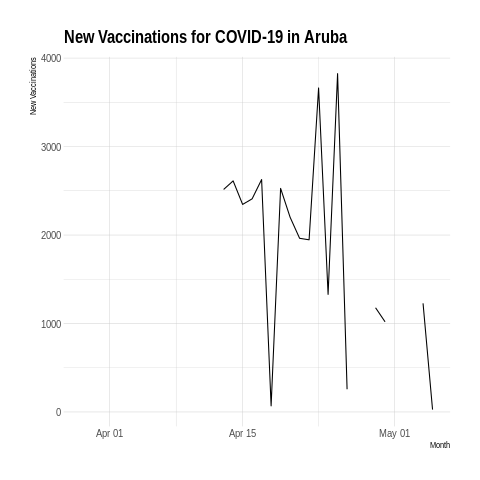 New Vaccinations for COVID-19 in Aruba
New Vaccinations
4000
3000
2000
1000
0
Apr 01
Apr 15
May 01
Month